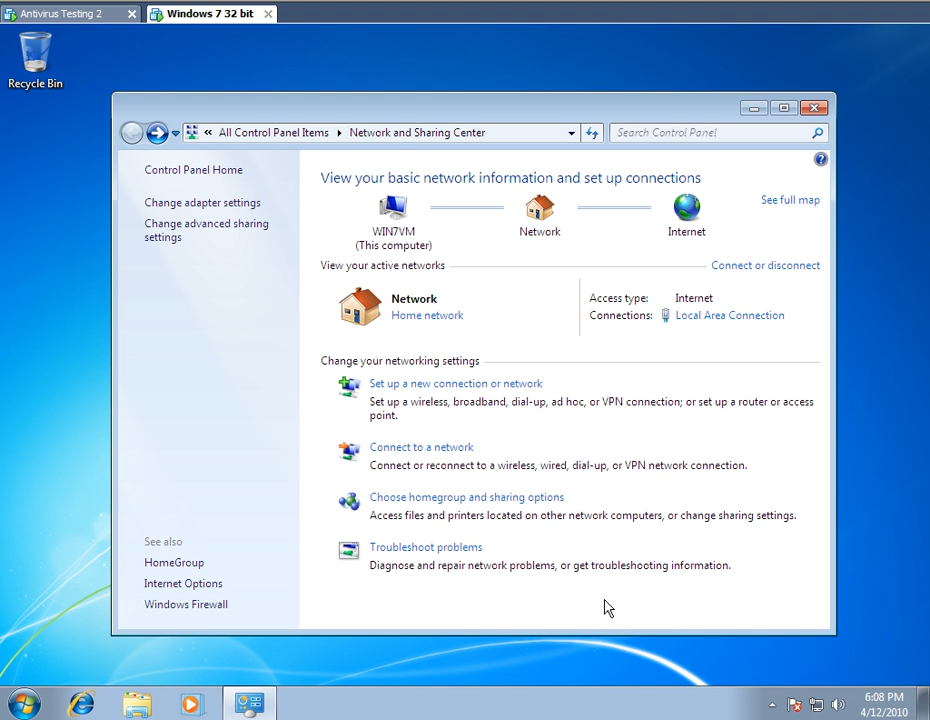 Antivirus Testing 2
Windows 7 32 bit
Recycle Bin
« All Control Panel Items
Network and Sharing Center
Search Control Panel
Control Panel Home
Change adapter settings
Change advanced sharing
settings
View your basic network information and set up connections
See full map
WIN7VM
(This computer)
Network
Internet
View your active networks
Connect or disconnect
Network
Home network
Access type: Internet
Connections: Local Area Connection
Change your networking settings
Set up a new connection or network
Set up a wireless, broadband, dial-up, ad hoc, or VPN connection; or set up a router or access
point.
Connect to a network
Connect or reconnect to a wireless, wired, dial-up, or VPN network connection.
Choose homegroup and sharing options
Access files and printers located on other network computers, or change sharing settings.
Troubleshoot problems
Diagnose and repair network problems, or get troubleshooting information.
See also
HomeGroup
Internet Options
Windows Firewall
6:08 PM
4/12/2010